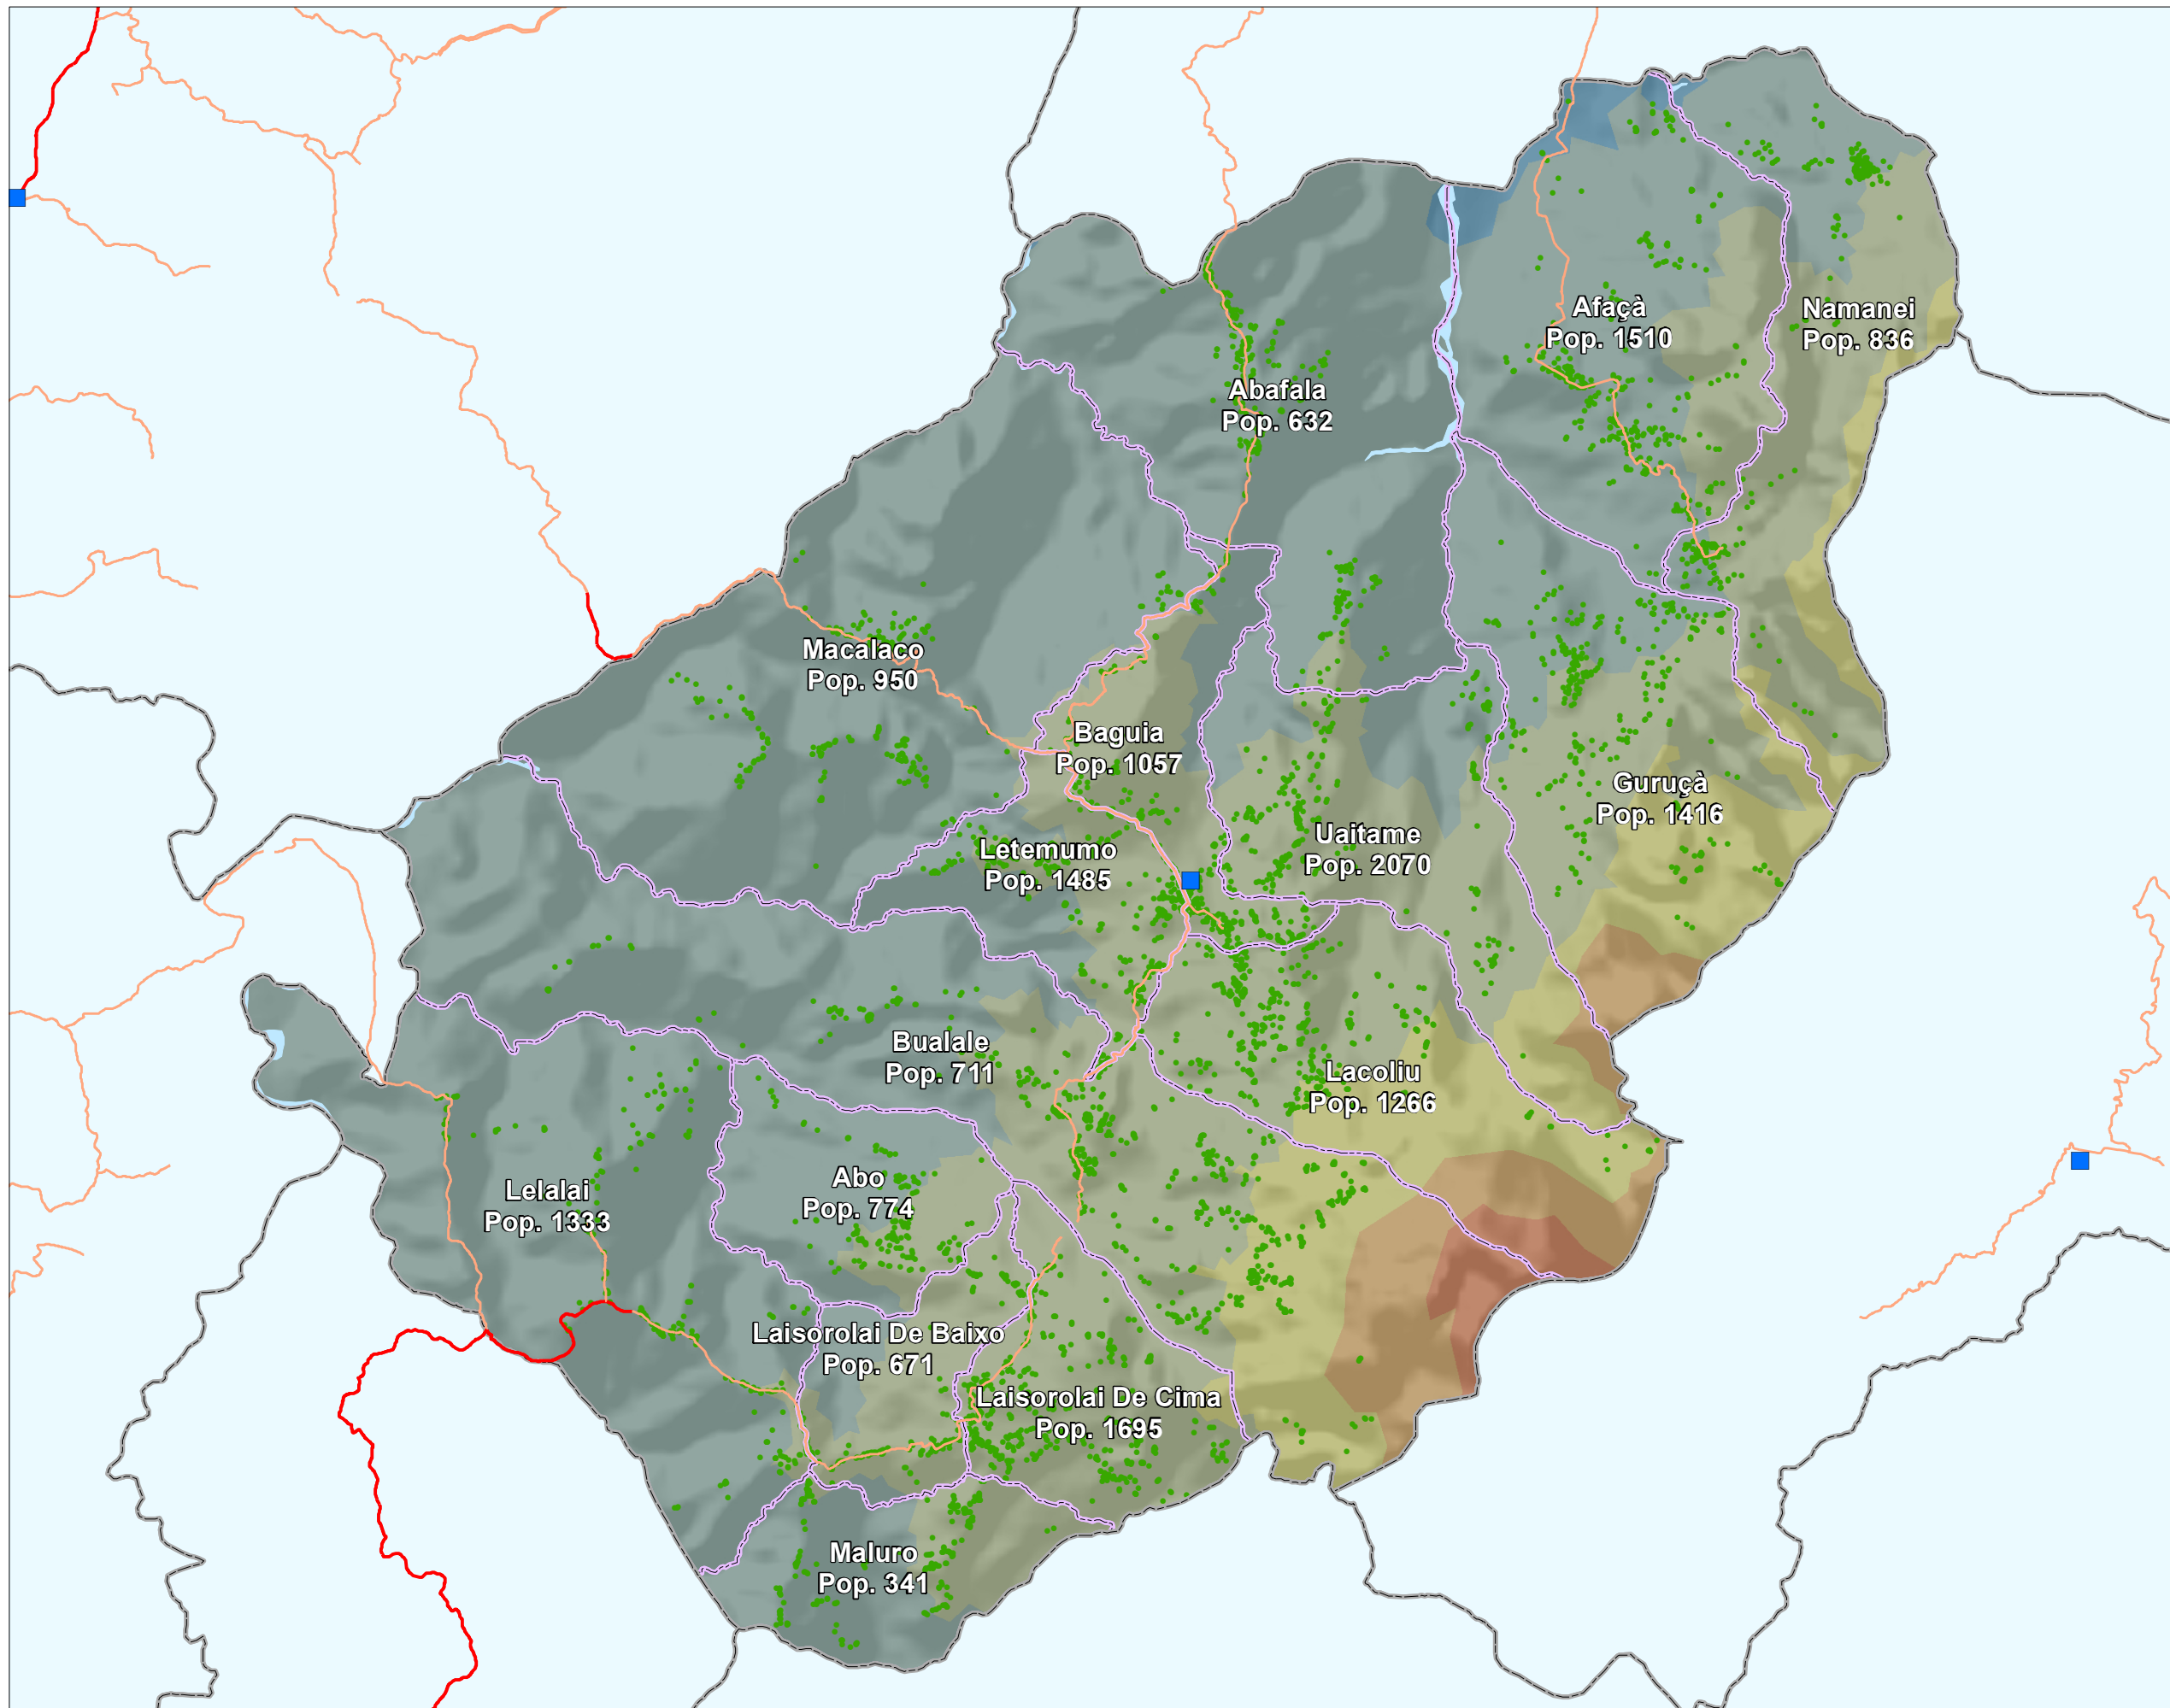 Afaçà
Pop. 1510
Namanei
Pop. 836
Abafala
Pop. 632
Macalaco
Pop. 950
Baguia
Pop. 1057
Guruçà
Pop. 1416
Uaitame
Pop. 2070
Letemumo
Pop. 1485
Bualale
Pop. 711
Lacoliu
Pop. 1266
Abo
Pop. 774
Lelalai
Pop. 1333
Laisorolai De Baixo
Pop. 671
Laisorolai De Cima
Pop. 1695
Maluro
Pop. 341